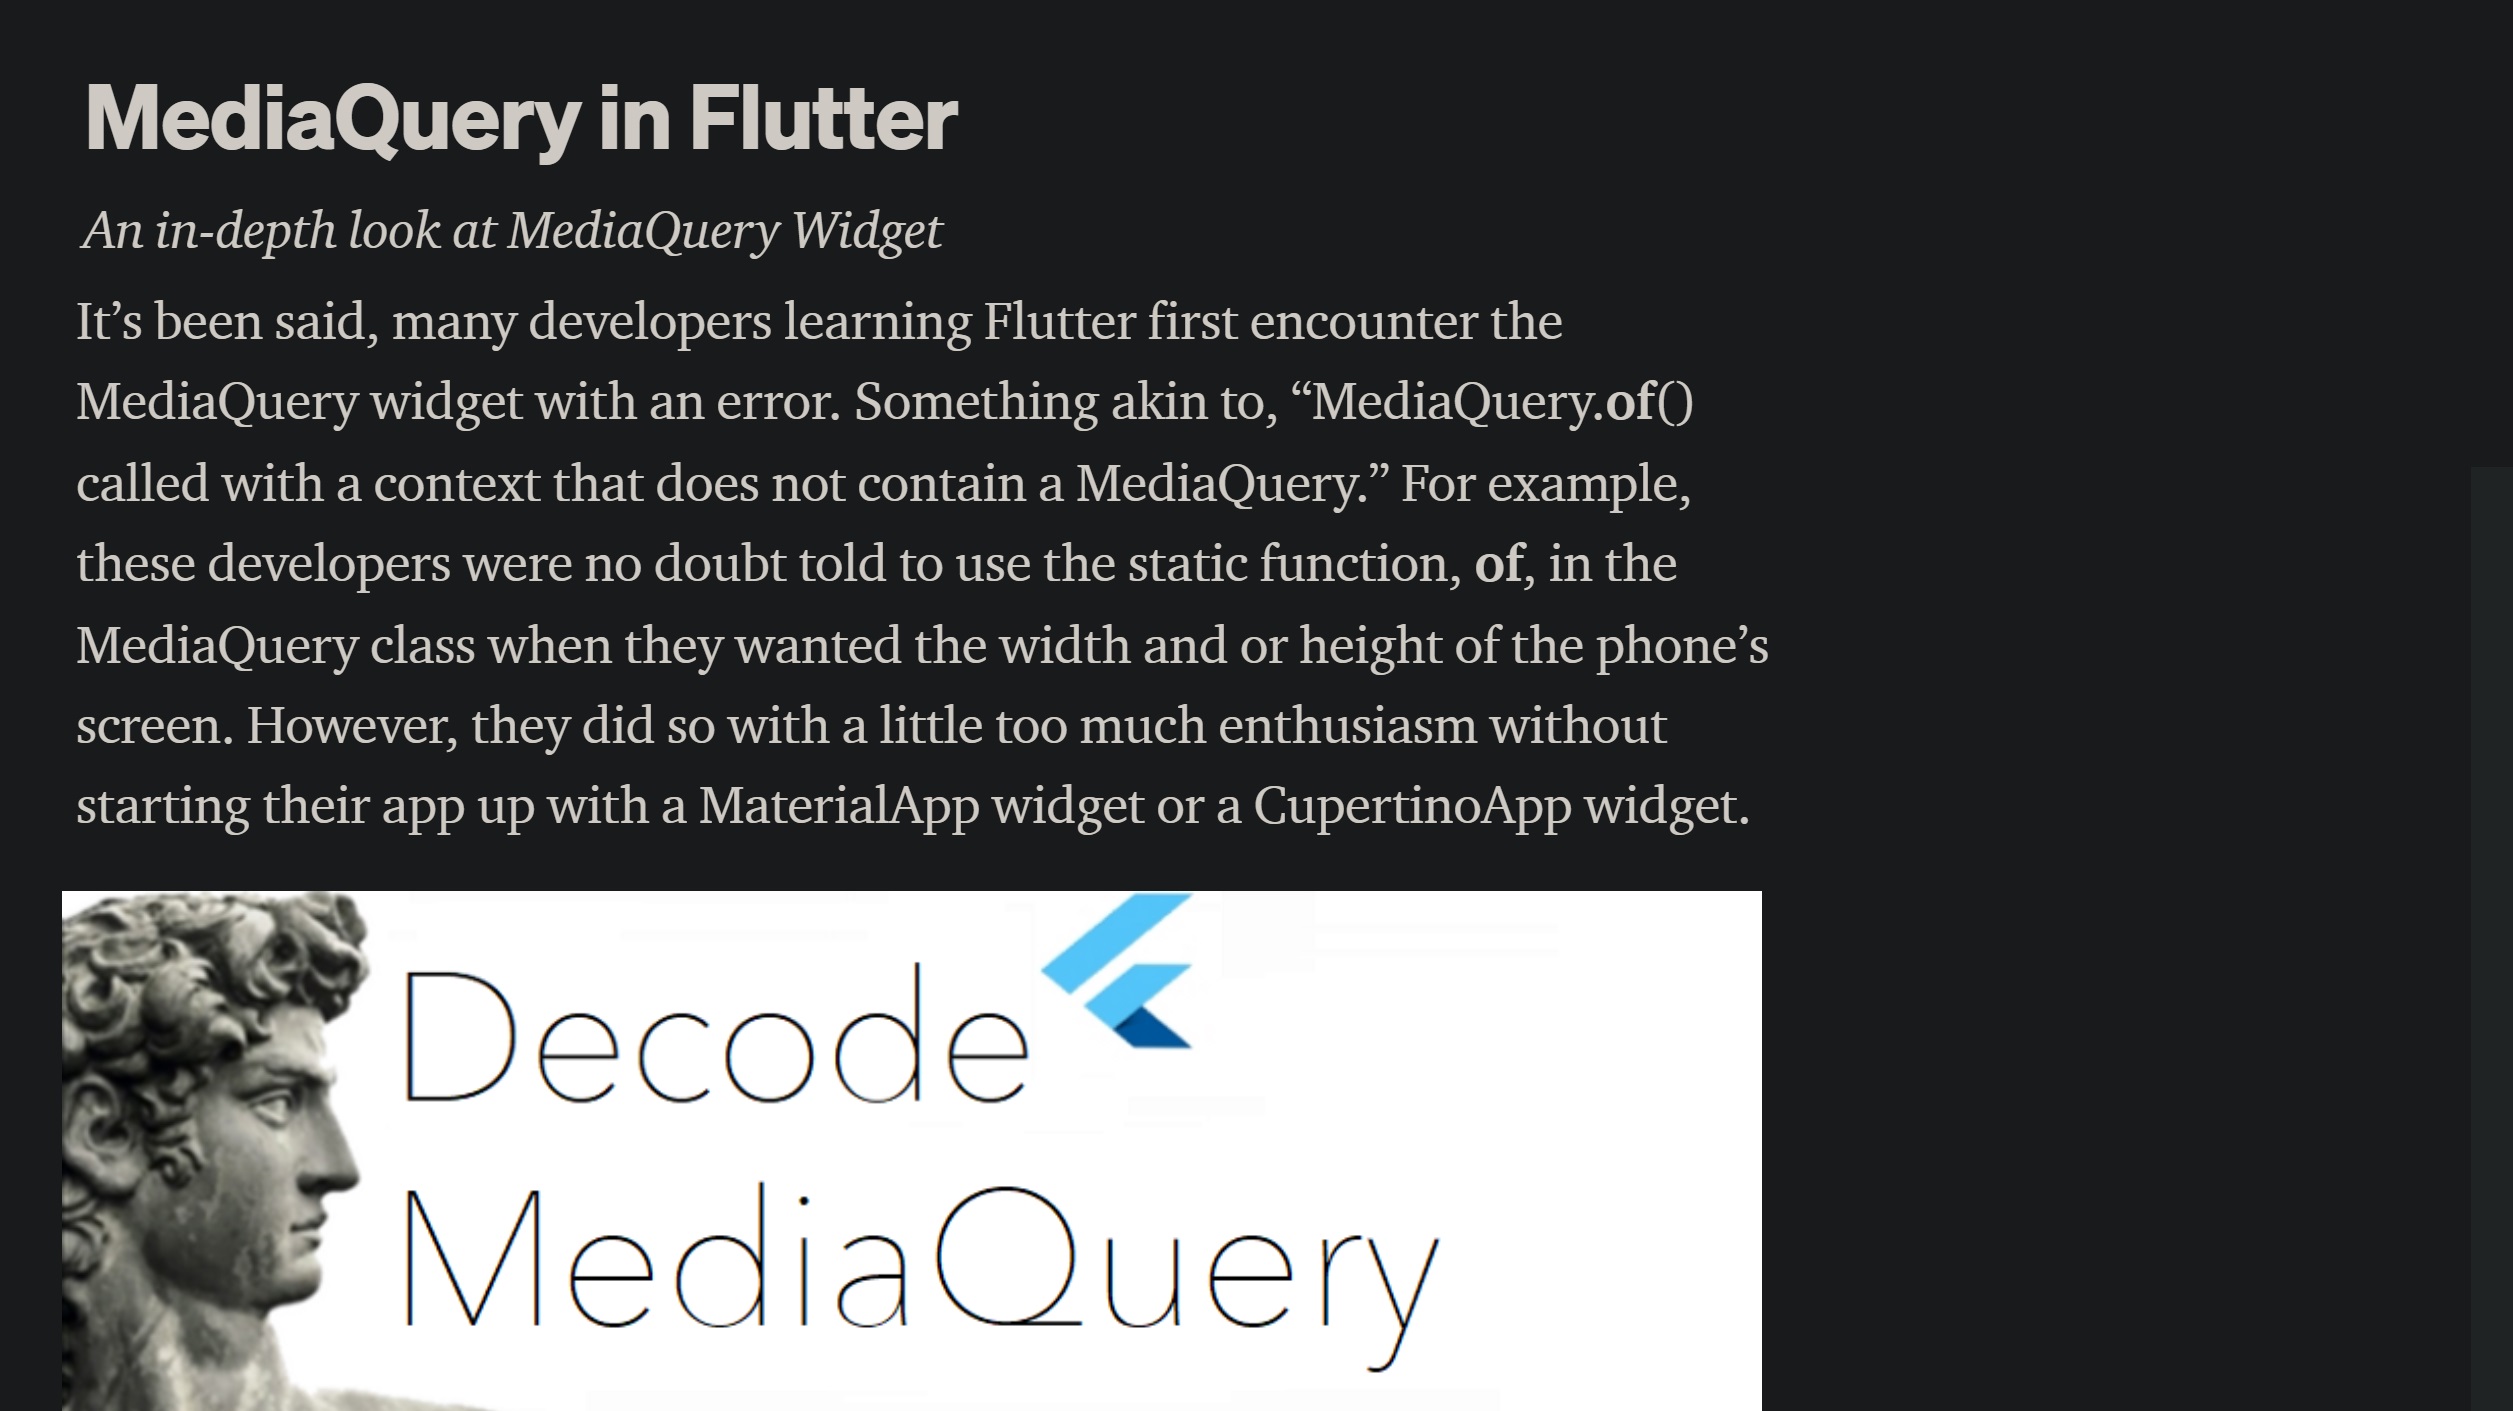 MediaQuery in Flutter
An in-depth look at MediaQuery Widget
It’s been said, many developers learning Flutter first encounter the
MediaQuery widget with an error. Something akin to, “MediaQuery.of()
called with a context that does not contain a MediaQuery.” For example,
these developers were no doubt told to use the static function, of, in the
MediaQuery class when they wanted the width and or height of the phone’s
screen. However, they did so with a little too much enthusiasm without
starting their app up with a MaterialApp widget or a CupertinoApp widget.
Decode
MediaQuery